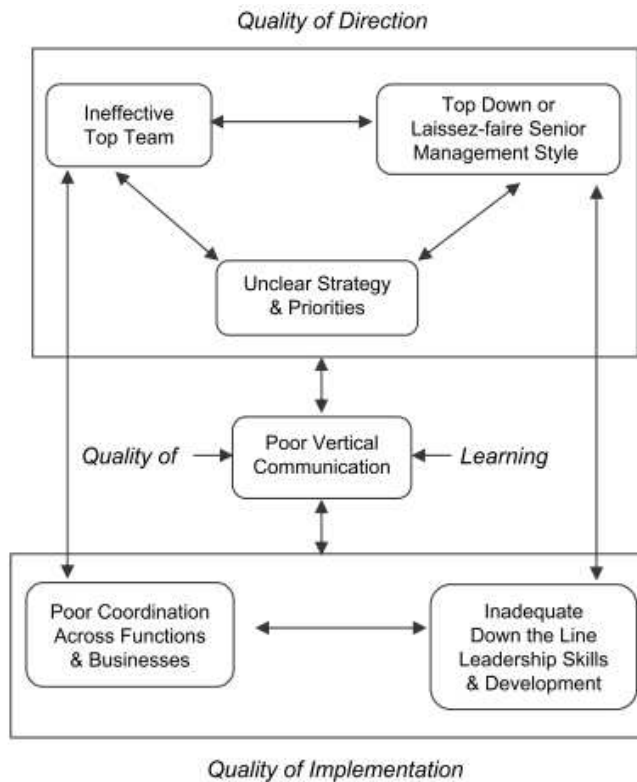 Quality of Direction
Ineffective
Top Team
Top Down or
Laissez-faire Senior
Management Style
Unclear Strategy
& Priorities
Quality of
Poor Vertical
Communication
Learning
Poor Coordination
Across Functions
& Businesses
Inadequate
Down the Line
Leadership Skills
& Development
Quality of Implementation